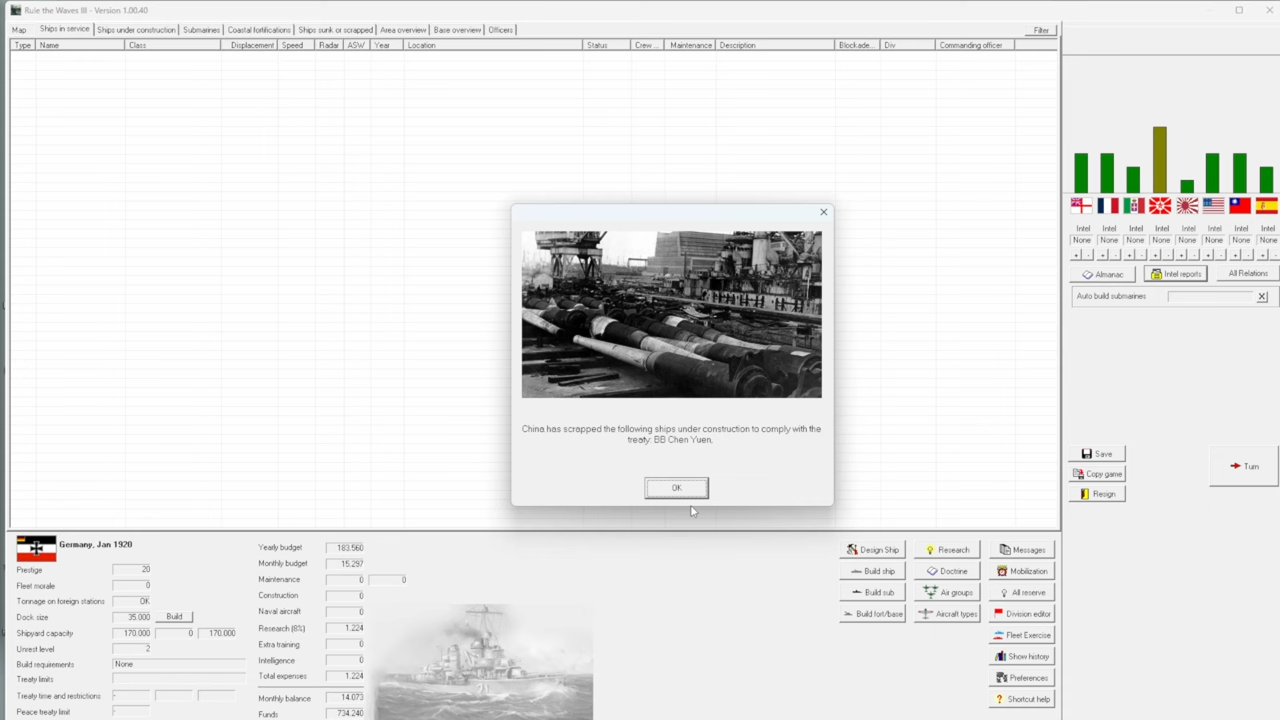 Rule the Waves III - Version 1.00.40
Map Ships in service Ships under construction Submarines Coastal fortifications Ships sunk or scrapped Area overview Base overview Officers Filter
Type Name Class Displacement Speed Radar ASW Year Location Status Crew ... Maintenance Description Blockade... Div Commanding officer
Intel Intel Intel Intel Intel Intel Intel Intel
None None None None None None None None
+ - + - + - + - + - + - + - + -
Almanac Intel reports All Relations
Auto build submarines X
China has scrapped the following ships under construction to comply with the
treaty: BB Chen Yuen,
OK
Save
Copy game
Resign
Turn
Germany, Jan 1920
Prestige 20
Fleet morale 0
Tonnage on foreign stations OK
Dock size 35.000 Build
Shipyard capacity 170.000 0 170.000
Unrest level 2
Build requirements None
Treaty limits
Treaty time and restrictions -
Peace treaty limit -
Yearly budget 183.560
Monthly budget 15.297
Maintenance 0 0
Construction 0
Naval aircraft 0
Research (8%) 1.224
Extra training 0
Intelligence 0
Total expenses 1.224
Monthly balance 14.073
Funds 734.240
Design Ship Research Messages
Build ship Doctrine Mobilization
Build sub Air groups All reserve
Build fort/base Aircraft types Division editor
Fleet Exercise
Show history
Preferences
Shortcut help